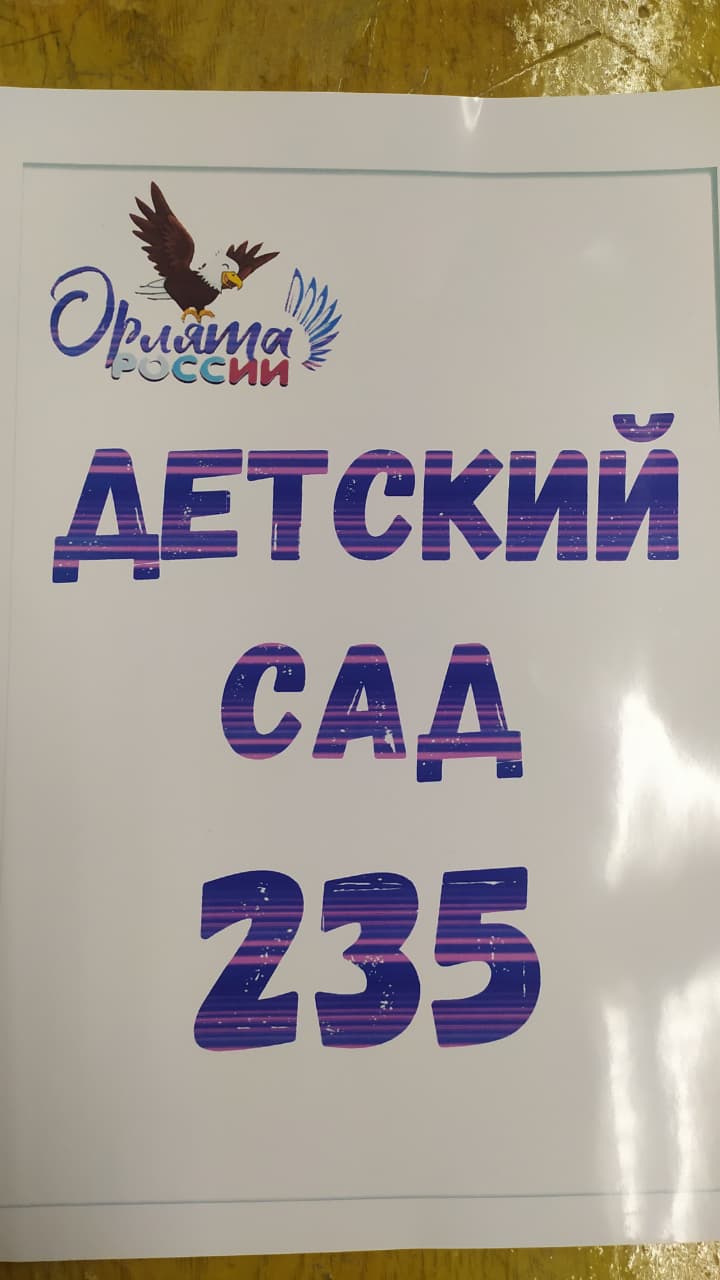 Орлята
РОССИИ
ДЕТСКИЙ
САД
235